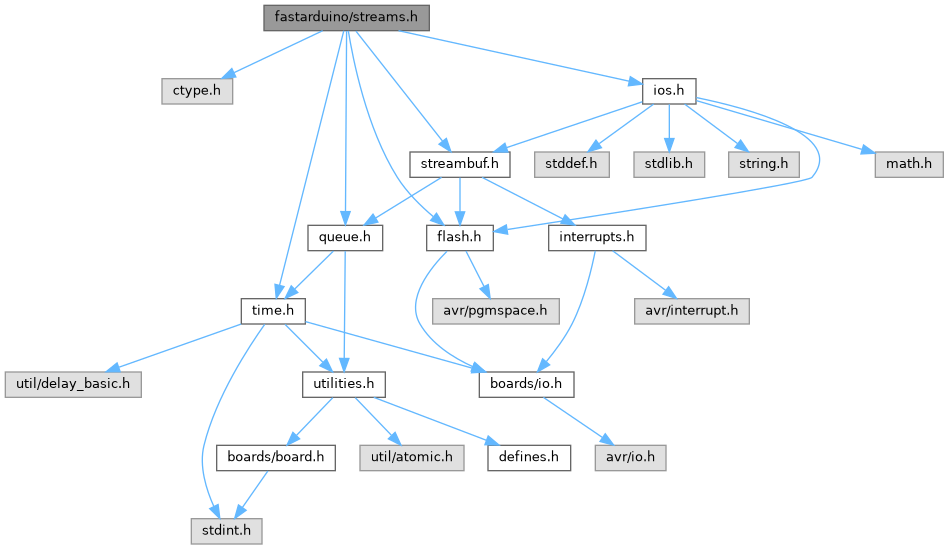 fastarduino/streams.h
ctype.h
ios.h
streambuf.h
stddef.h
stdlib.h
string.h
math.h
queue.h
flash.h
interrupts.h
time.h
avr/pgmspace.h
avr/interrupt.h
util/delay_basic.h
utilities.h
boards/io.h
boards/board.h
util/atomic.h
defines.h
avr/io.h
stdint.h